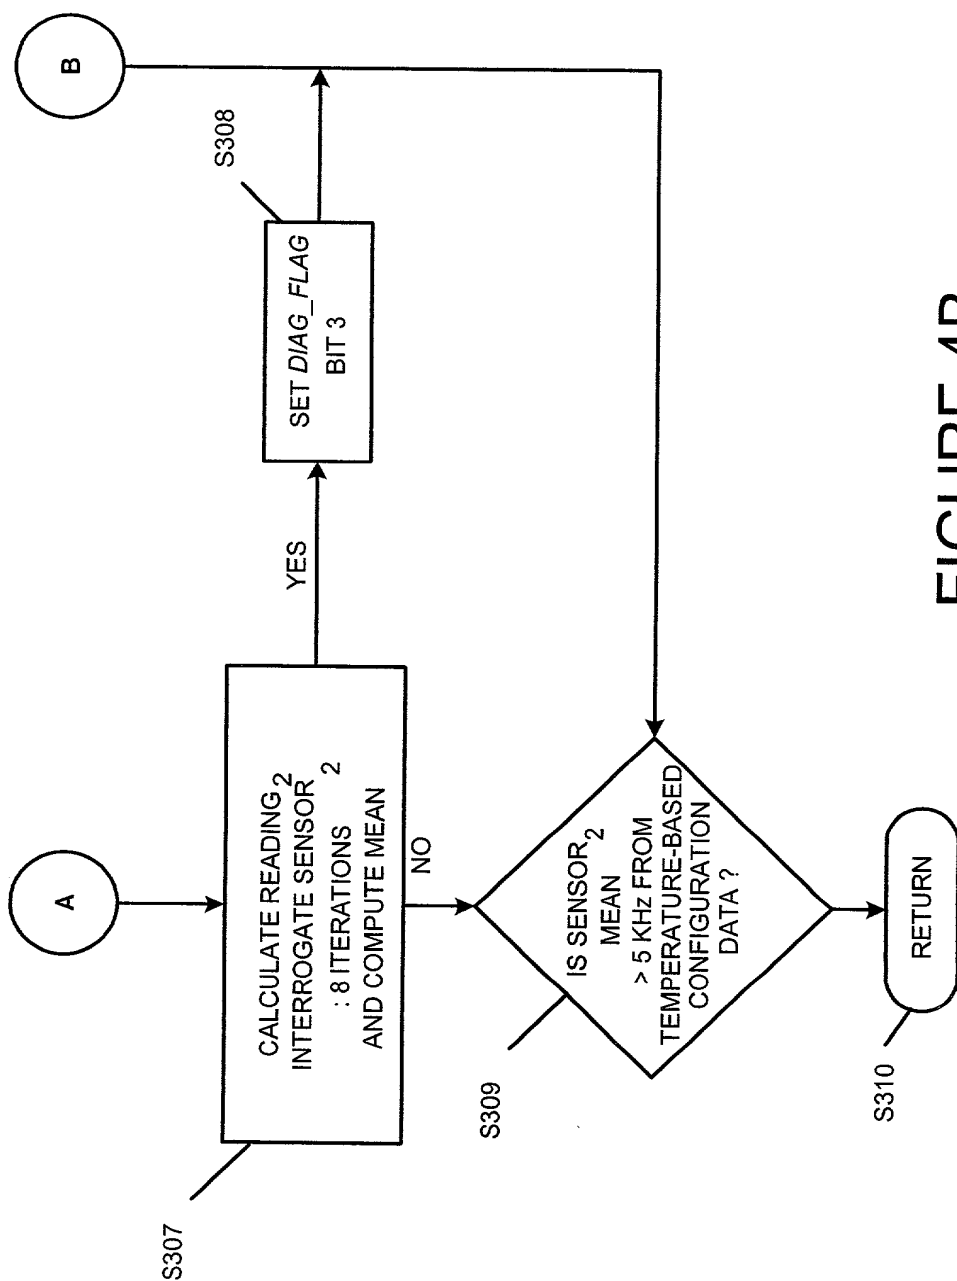 A
B
S307
CALCULATE READING2
INTERROGATE SENSOR2
: 8 ITERATIONS 2
AND COMPUTE MEAN
YES
SET DIAG_FLAG
BIT 3
S308
NO
S309
IS SENSOR2
MEAN
> 5 KHz FROM
TEMPERATURE-BASED
CONFIGURATION
DATA ?
S310
RETURN